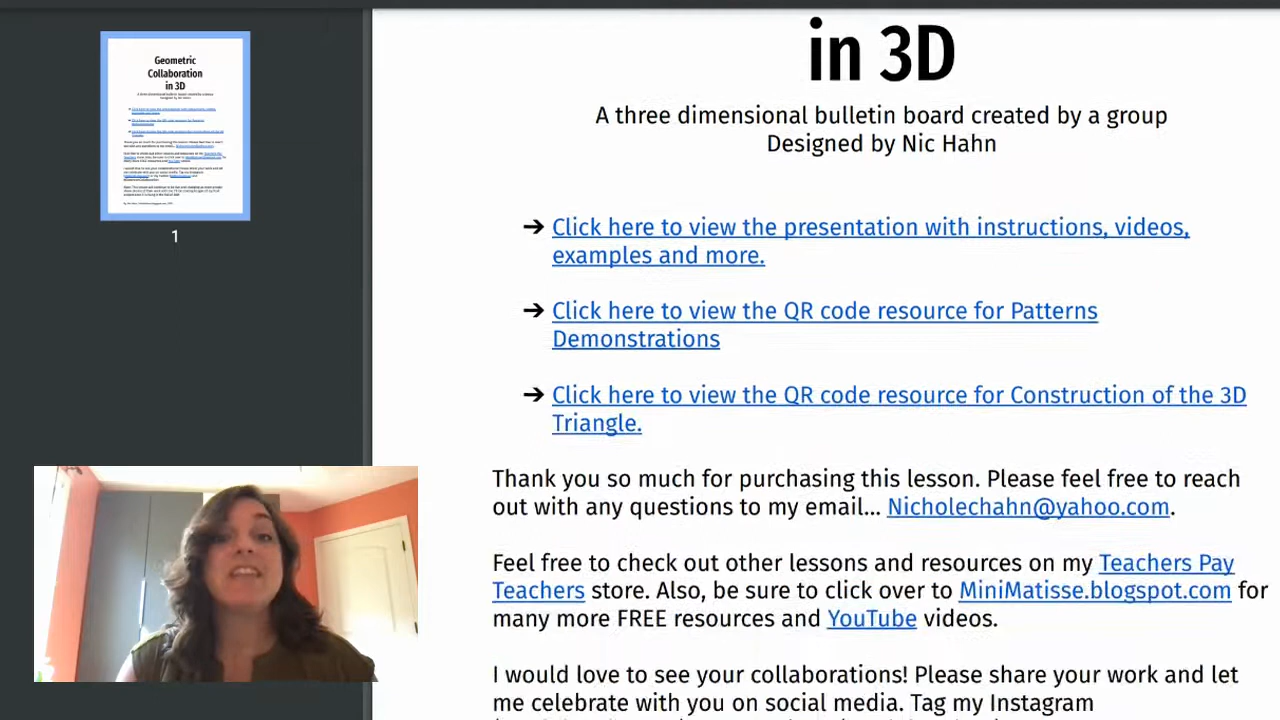 Geometric
Collaboration
in 3D
1
in 3D
A three dimensional bulletin board created by a group
Designed by Nic Hahn
➔ Click here to view the presentation with instructions, videos,
examples and more.
➔ Click here to view the QR code resource for Patterns
Demonstrations
➔ Click here to view the QR code resource for Construction of the 3D
Triangle.
Thank you so much for purchasing this lesson. Please feel free to reach
out with any questions to my email... Nicholechahn@yahoo.com.
Feel free to check out other lessons and resources on my Teachers Pay
Teachers store. Also, be sure to click over to MiniMatisse.blogspot.com for
many more FREE resources and YouTube videos.
I would love to see your collaborations! Please share your work and let
me celebrate with you on social media. Tag my Instagram